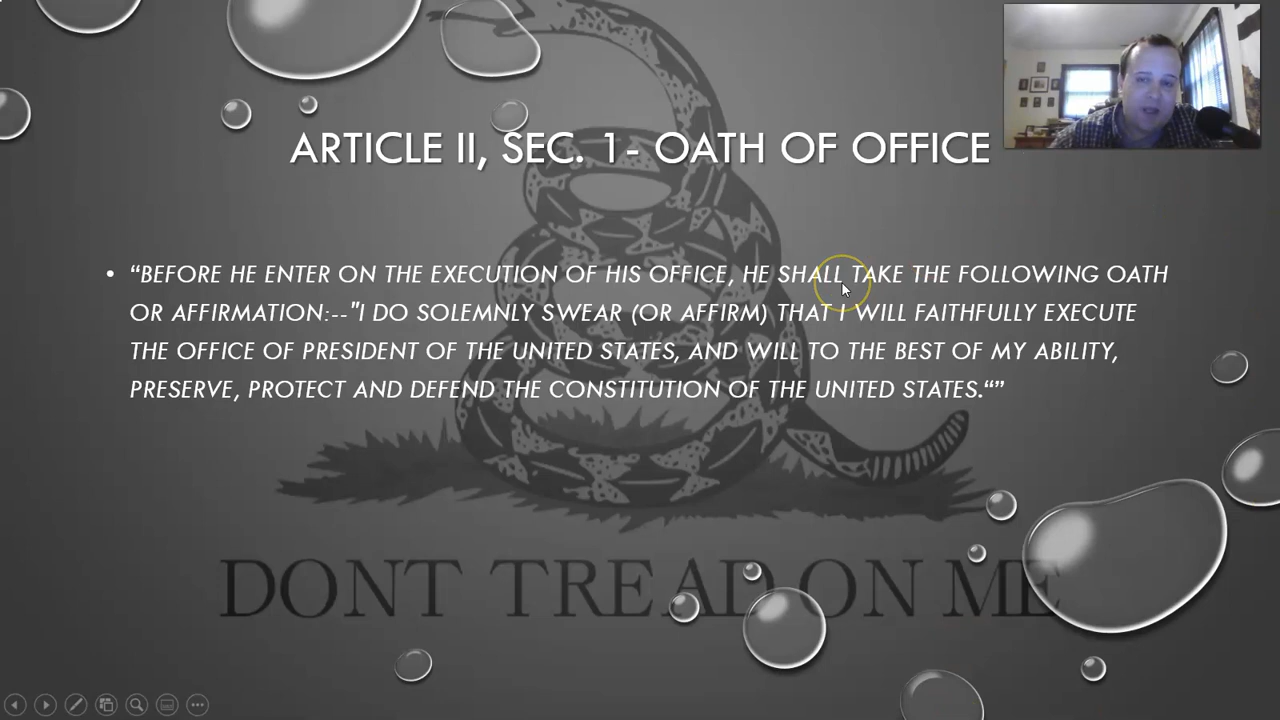 ARTICLE II, SEC. 1- OATH OF OFFICE
• “BEFORE HE ENTER ON THE EXECUTION OF HIS OFFICE, HE SHALL TAKE THE FOLLOWING OATH
OR AFFIRMATION:--"I DO SOLEMNLY SWEAR (OR AFFIRM) THAT I WILL FAITHFULLY EXECUTE
THE OFFICE OF PRESIDENT OF THE UNITED STATES, AND WILL TO THE BEST OF MY ABILITY,
PRESERVE, PROTECT AND DEFEND THE CONSTITUTION OF THE UNITED STATES.“”
DONT TREAD ON ME